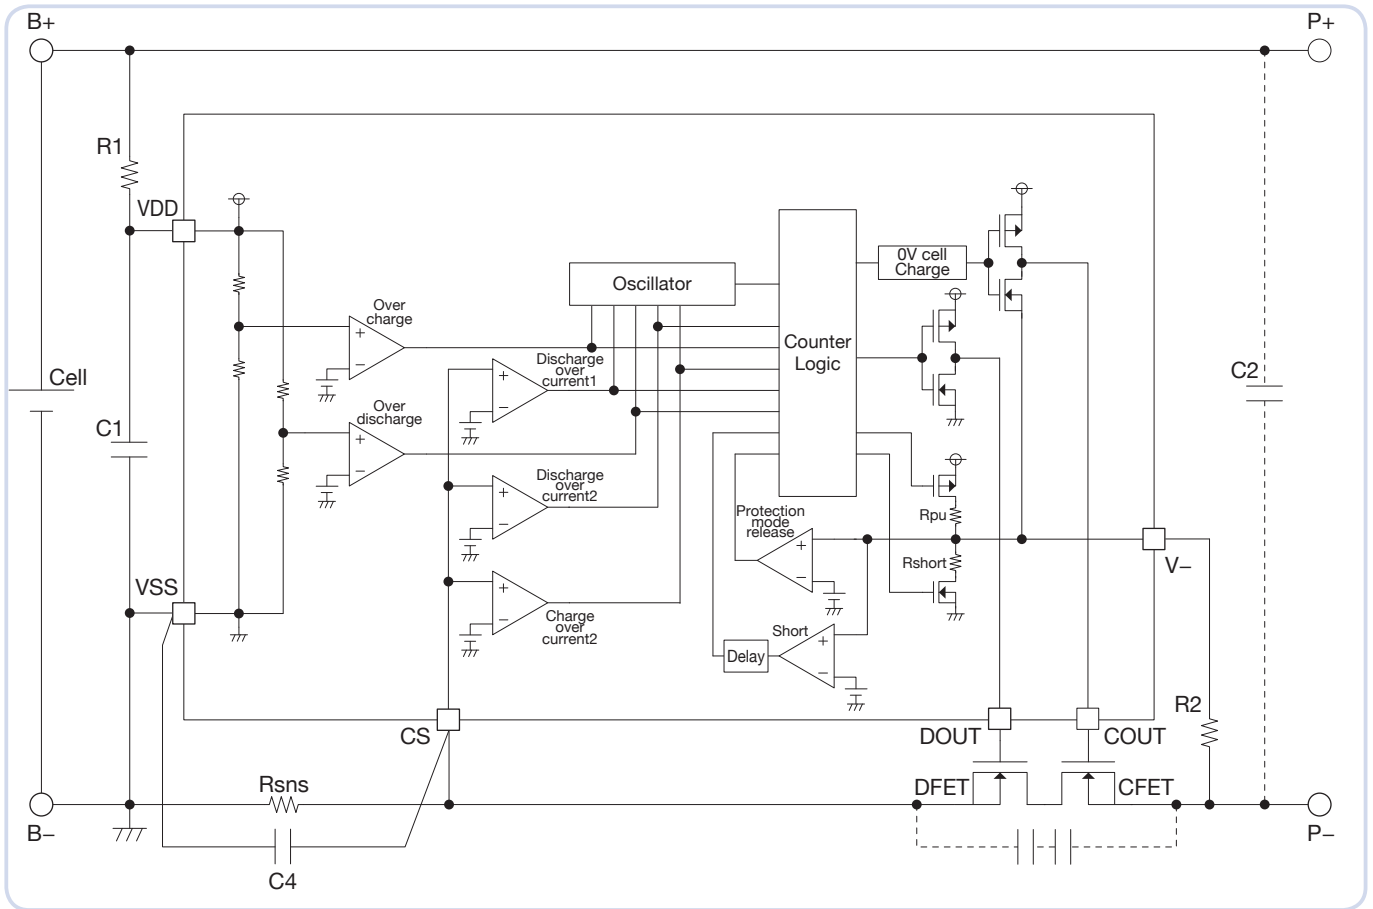 B+
P+
R1
VDD
0V cell
Charge
Oscillator
Over
charge
Counter
Logic
Discharge
over
current1
Cell
C2
C1
Over
discharge
Discharge
over
current2
Protection
mode
release
Rpu
Rshort
V−
VSS
Charge
over
current2
Short
Delay
R2
CS
DOUT
COUT
Rsns
DFET
CFET
B−
P−
C4
+
−
+
−
+
−
+
−
+
−
+
−
+
−